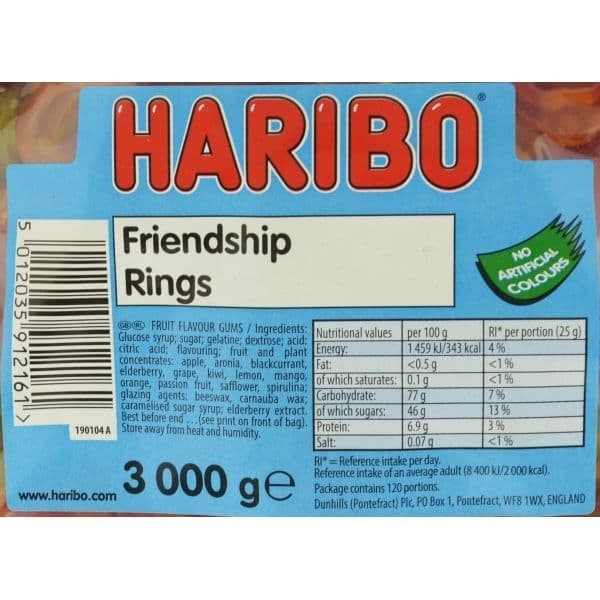 HARIBO®
Friendship
Rings
NO
ARTIFICIAL
COLOURS
5 012035 912161 >
190104 A
GB IE FRUIT FLAVOUR GUMS / Ingredients:
Glucose syrup; sugar; gelatine; dextrose; acid:
citric acid; flavouring; fruit and plant
concentrates: apple, aronia, blackcurrant,
elderberry, grape, kiwi, lemon, mango,
orange, passion fruit, safflower, spirulina;
glazing agents: beeswax, carnauba wax;
caramelised sugar syrup; elderberry extract.
Best before end ...(see print on front of bag).
Store away from heat and humidity.
Nutritional values per 100 g RI* per portion (25 g)
Energy: 1 459 kJ/343 kcal 4 %
Fat: <0.5 g <1 %
of which saturates: 0.1 g <1 %
Carbohydrate: 77 g 7 %
of which sugars: 46 g 13 %
Protein: 6.9 g 3 %
Salt: 0.07 g <1 %
RI* = Reference intake per day.
Reference intake of an average adult (8 400 kJ/2 000 kcal).
Package contains 120 portions.
Dunhills (Pontefract) Plc, PO Box 1, Pontefract, WF8 1WX, ENGLAND
www.haribo.com
3 000 g e